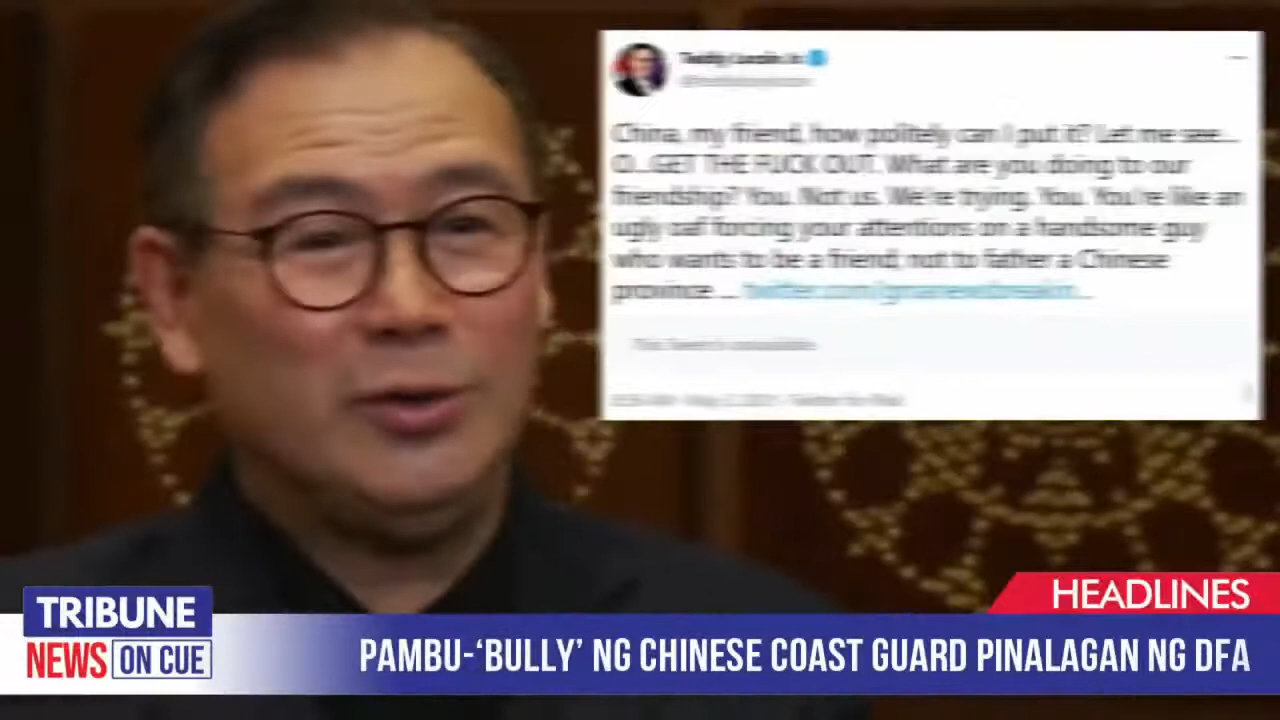 Teddy Locsin Jr.
China, my friend, how politely can I put it? Let me see...
O...GET THE FUCK OUT. What are you doing to our
friendship? You. Not us. We're trying. You. You're like an
ugly oaf forcing your attentions on a handsome guy
who wants to be a friend; not to father a Chinese
province ...
HEADLINES
TRIBUNE
NEWS ON CUE
PAMBU-‘BULLY’ NG CHINESE COAST GUARD PINALAGAN NG DFA